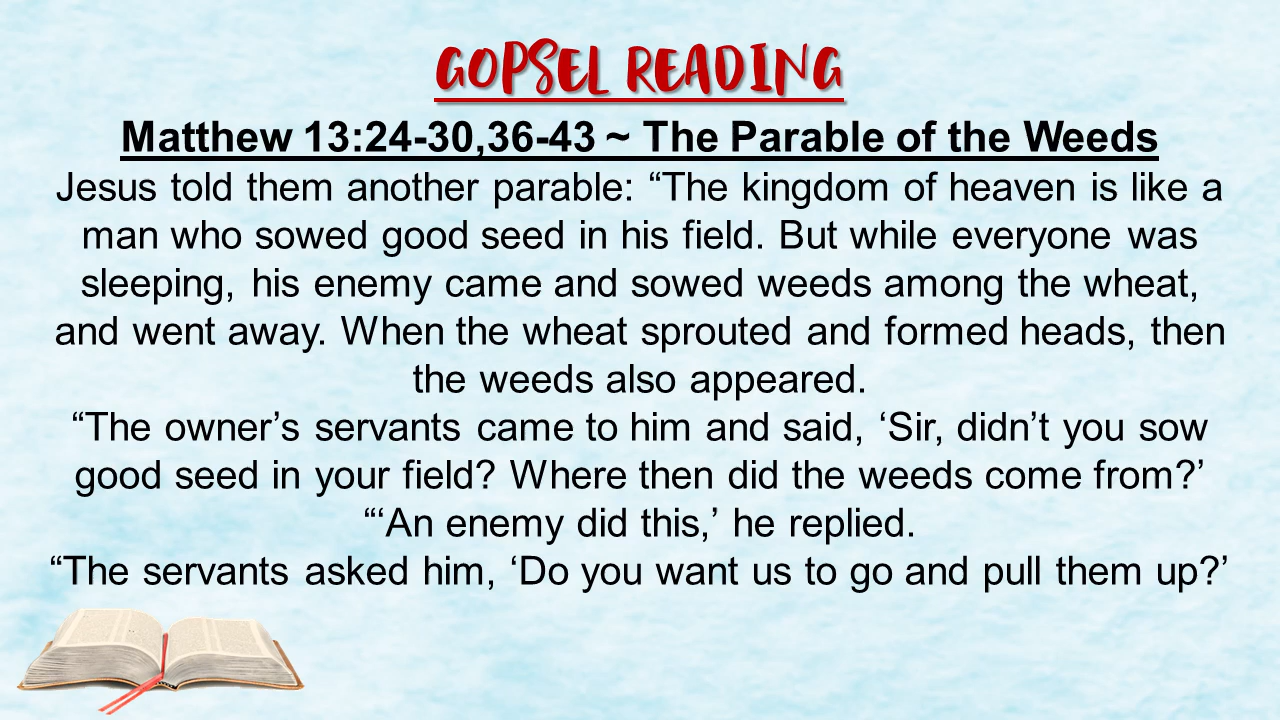 GOPSEL READING
Matthew 13:24-30,36-43 ~ The Parable of the Weeds
Jesus told them another parable: “The kingdom of heaven is like a
man who sowed good seed in his field. But while everyone was
sleeping, his enemy came and sowed weeds among the wheat,
and went away. When the wheat sprouted and formed heads, then
the weeds also appeared.
“The owner’s servants came to him and said, ‘Sir, didn’t you sow
good seed in your field? Where then did the weeds come from?’
“‘An enemy did this,’ he replied.
“The servants asked him, ‘Do you want us to go and pull them up?’